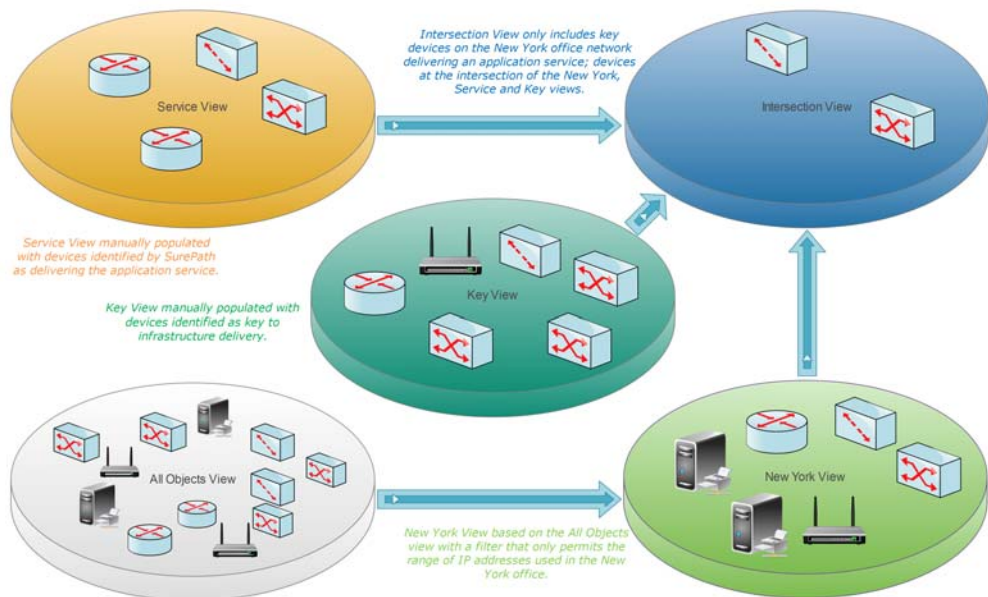 Intersection View only includes key
devices on the New York office network
delivering an application service; devices
at the intersection of the New York,
Service and Key views.
Service View
Intersection View
Service View manually populated
with devices identified by SurePath
as delivering the application service.
Key View
Key View manually populated with
devices identified as key to
infrastructure delivery.
All Objects View
New York View
New York View based on the All Objects
view with a filter that only permits the
range of IP addresses used in the New
York office.